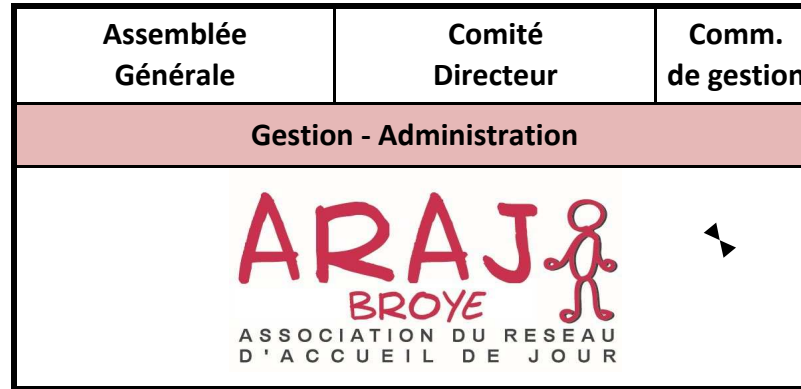 Assemblée Générale
Comité Directeur
Comm. de gestion
Gestion - Administration
ARAJ
BROYE
ASSOCIATION DU RESEAU
D'ACCUEIL DE JOUR